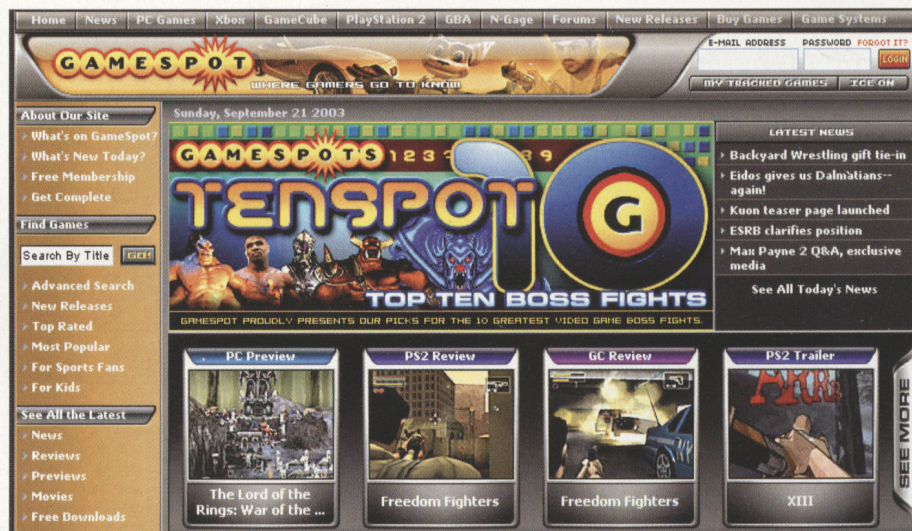 Home News PC Games Xbox GameCube PlayStation 2 GBA N-Gage Forums New Releases Buy Games Game Systems
GAMESPOT
WHERE GAMERS GO TO KNOW
E-MAIL ADDRESS PASSWORD FORGOT IT?
LOGIN
MY TRACKED GAMES ICE ON
About Our Site
What's on GameSpot?
What's New Today?
Free Membership
Get Complete
Find Games
Search By Title GO!
Advanced Search
New Releases
Top Rated
Most Popular
For Sports Fans
For Kids
See All the Latest
News
Reviews
Previews
Movies
Free Downloads
Sunday, September 21 2003
GAMESPOTS 1 2 3 8 9
TENSPOT 10
G
TOP TEN BOSS FIGHTS
GAMESPOT PROUDLY PRESENTS OUR PICKS FOR THE 10 GREATEST VIDEO GAME BOSS FIGHTS.
LATEST NEWS
Backyard Wrestling gift tie-in
Eidos gives us Dalmatians--
again!
Kuon teaser page launched
ESRB clarifies position
Max Payne 2 Q&A, exclusive
media
See All Today's News
PC Preview
The Lord of the
Rings: War of the ...
PS2 Review
Freedom Fighters
GC Review
Freedom Fighters
PS2 Trailer
ARRB
XIII
SEE MORE